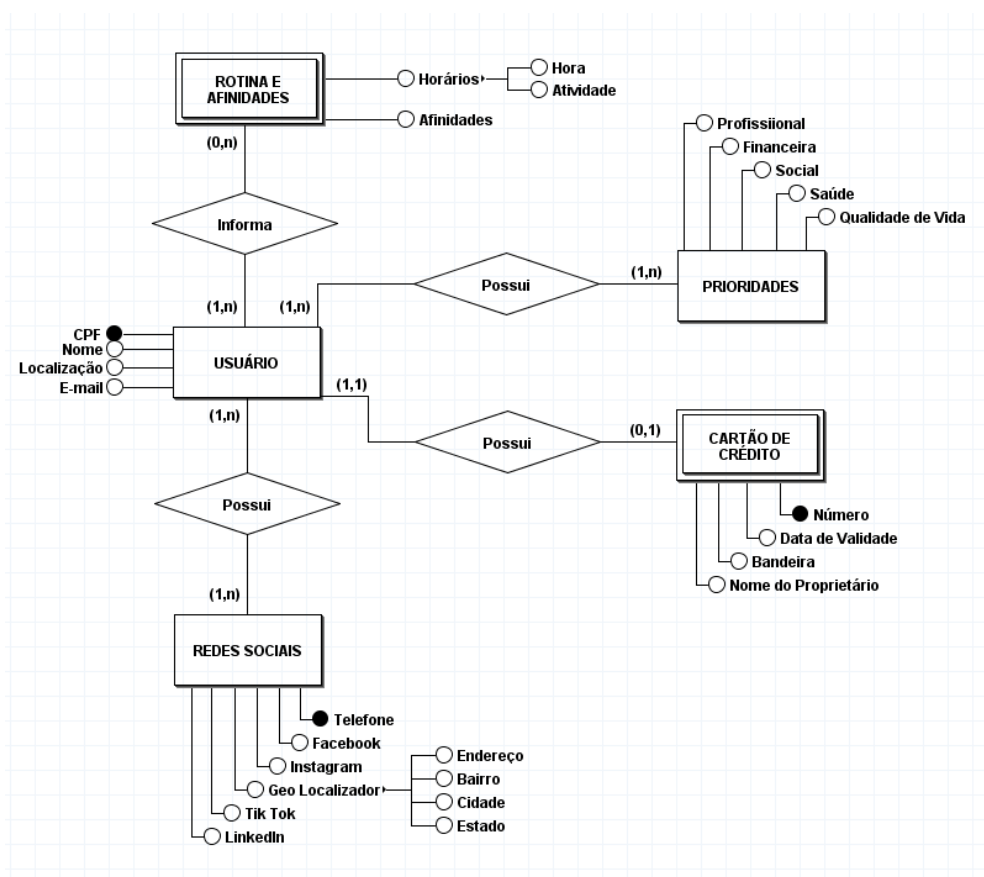 ROTINA E
AFINIDADES
Horários
Hora
Atividade
Afinidades
(0,n)
Informa
(1,n)
Profissiional
Financeira
Social
Saúde
Qualidade de Vida
PRIORIDADES
(1,n)
Possui
(1,n)
CPF
Nome
Localização
E-mail
USUÁRIO
(1,1)
Possui
(0,1)
CARTÃO DE
CRÉDITO
Número
Data de Validade
Bandeira
Nome do Proprietário
(1,n)
Possui
(1,n)
REDES SOCIAIS
Telefone
Facebook
Instagram
Geo Localizador
Endereço
Bairro
Cidade
Estado
Tik Tok
LinkedIn